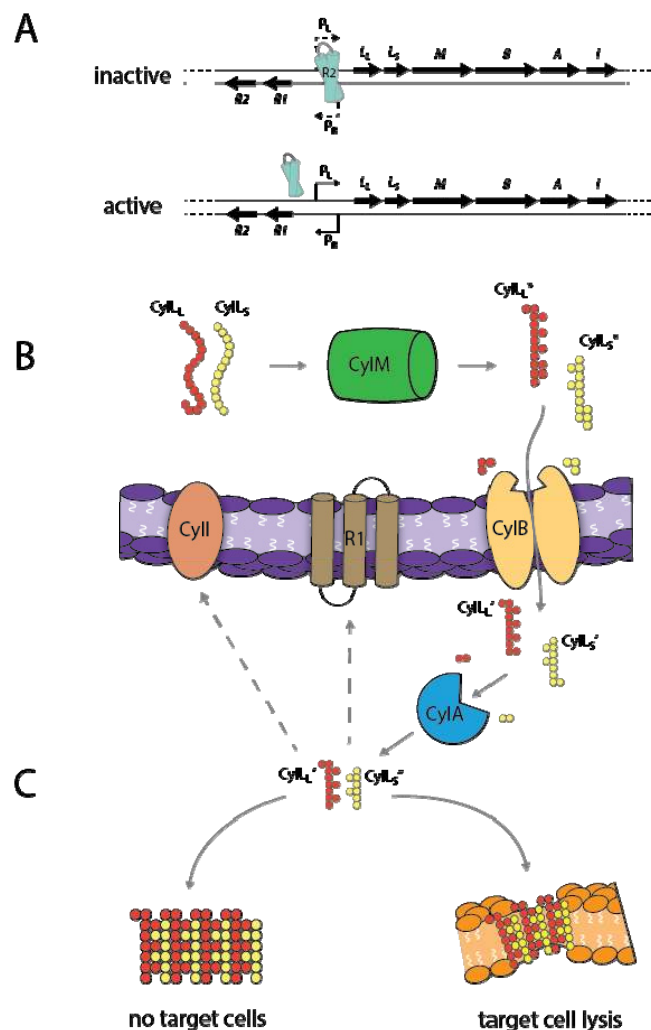 A
P_L
inactive
R2
L_L L_S M B A I
R2 R1
P_R
P_L
active
L_L L_S M B A I
R2 R1
P_R
B
CylL_L CylL_S
CylM
CylL_L*
CylL_S*
CylI
R1
CylB
CylL_L'
CylL_S'
CylA
C
CylL_L" CylL_S"
no target cells
target cell lysis